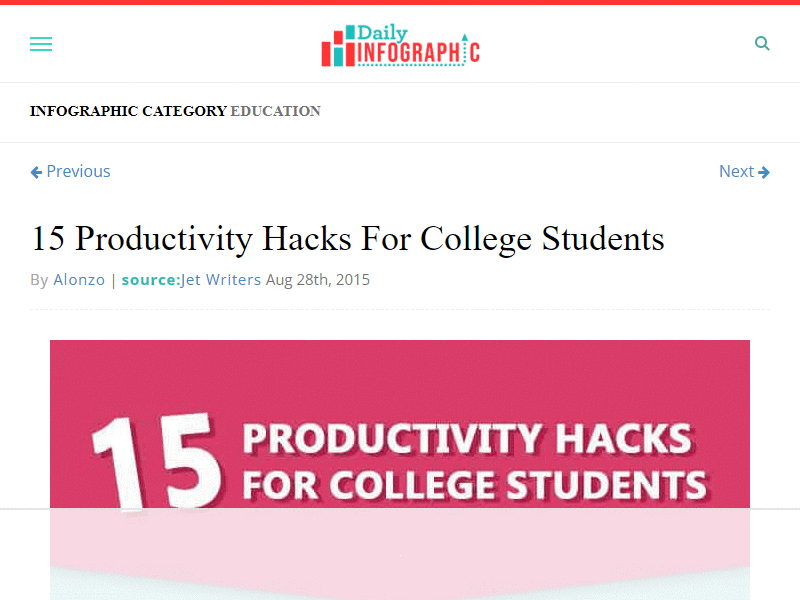 Daily
INFOGRAPHIC
INFOGRAPHIC CATEGORY EDUCATION
Previous
Next
15 Productivity Hacks For College Students
By Alonzo | source:Jet Writers Aug 28th, 2015
15 PRODUCTIVITY HACKS
FOR COLLEGE STUDENTS